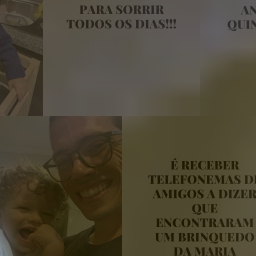 PARA SORRIR
TODOS OS DIAS!!!
AN
QUIN
É RECEBER
TELEFONEMAS DE
AMIGOS A DIZER
QUE
ENCONTRARAM
UM BRINQUEDO
DA MARIA